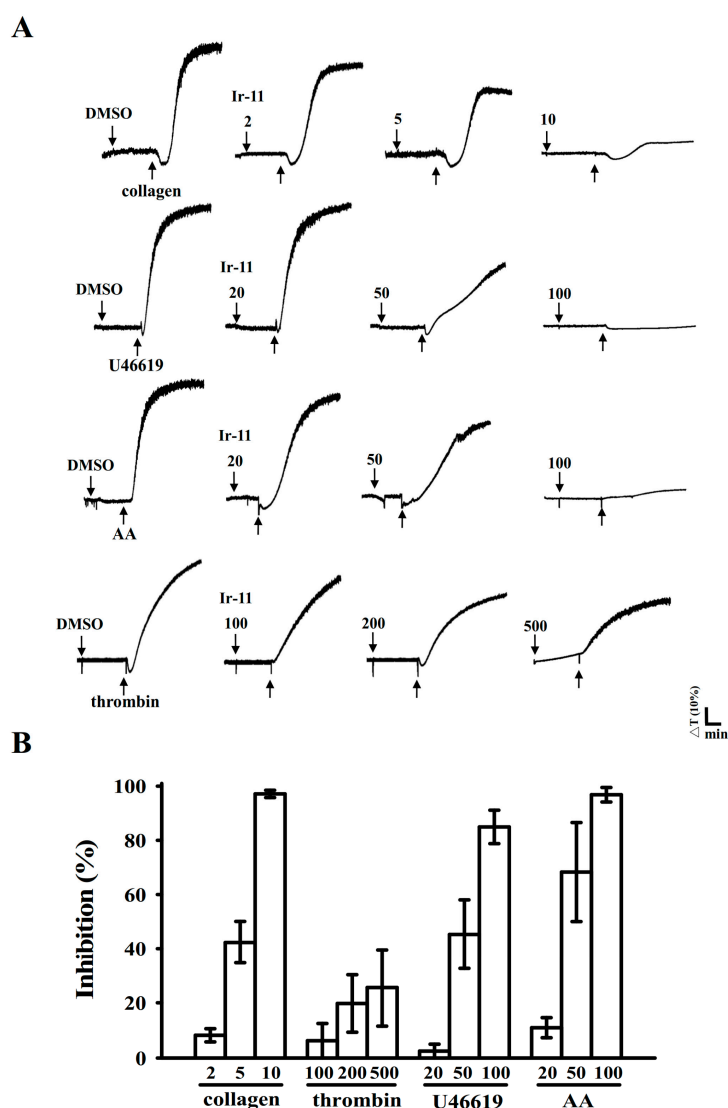 A
DMSO
Ir-11
2
5
10
collagen
DMSO
Ir-11
20
50
100
U46619
DMSO
Ir-11
20
50
100
AA
DMSO
Ir-11
100
200
500
thrombin
△T (10%)
min
B
Inhibition (%)
100
80
60
40
20
0
2 5 10 100 200 500 20 50 100 20 50 100
collagen thrombin U46619 AA